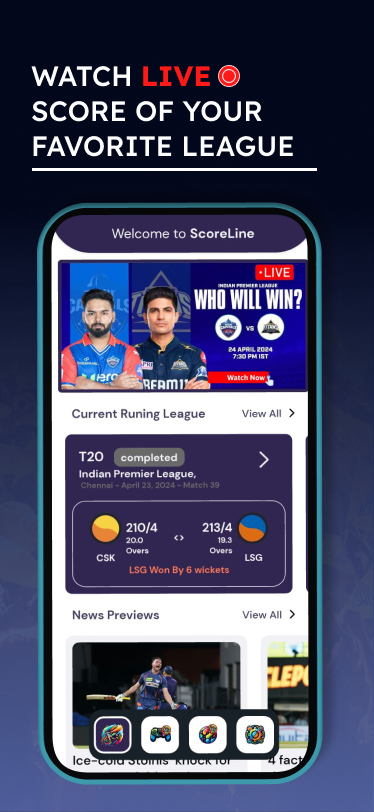 WATCH LIVE
SCORE OF YOUR
FAVORITE LEAGUE
Welcome to ScoreLine
LIVE
INDIAN PREMIER LEAGUE
WHO WILL WIN?
VS
24 APRIL 2024
7:30 PM IST
Watch Now
Current Runing League
View All
T20 completed
Indian Premier League,
Chennai - April 23, 2024 - Match 39
210/4 <> 213/4
20.0 19.3
Overs Overs
CSK LSG
LSG Won By 6 wickets
News Previews
View All
Ice-cold Stoinis' knock for
4 fact